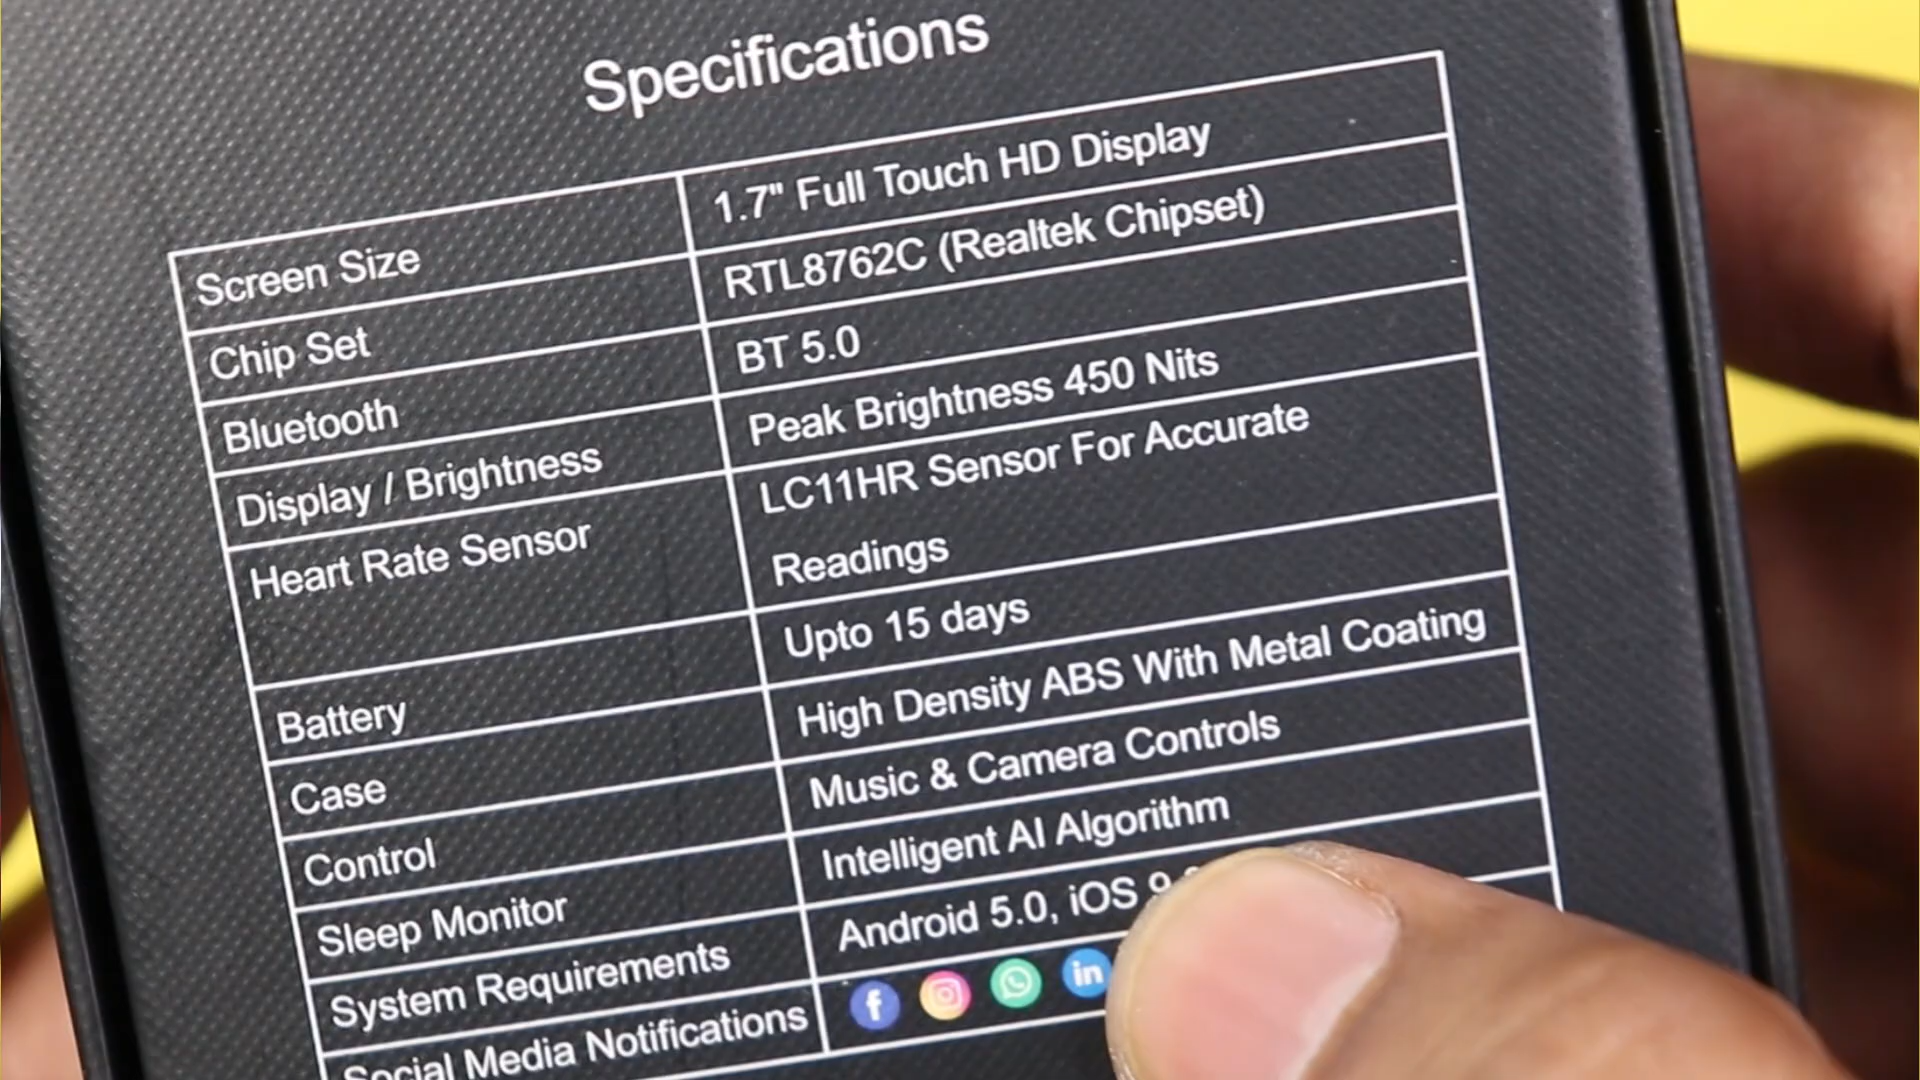 Specifications
Screen Size 1.7" Full Touch HD Display
Chip Set RTL8762C (Realtek Chipset)
Bluetooth BT 5.0
Display / Brightness Peak Brightness 450 Nits
Heart Rate Sensor LC11HR Sensor For Accurate
Readings
Battery Upto 15 days
Case High Density ABS With Metal Coating
Control Music & Camera Controls
Sleep Monitor Intelligent AI Algorithm
System Requirements Android 5.0, iOS
Social Media Notifications f in